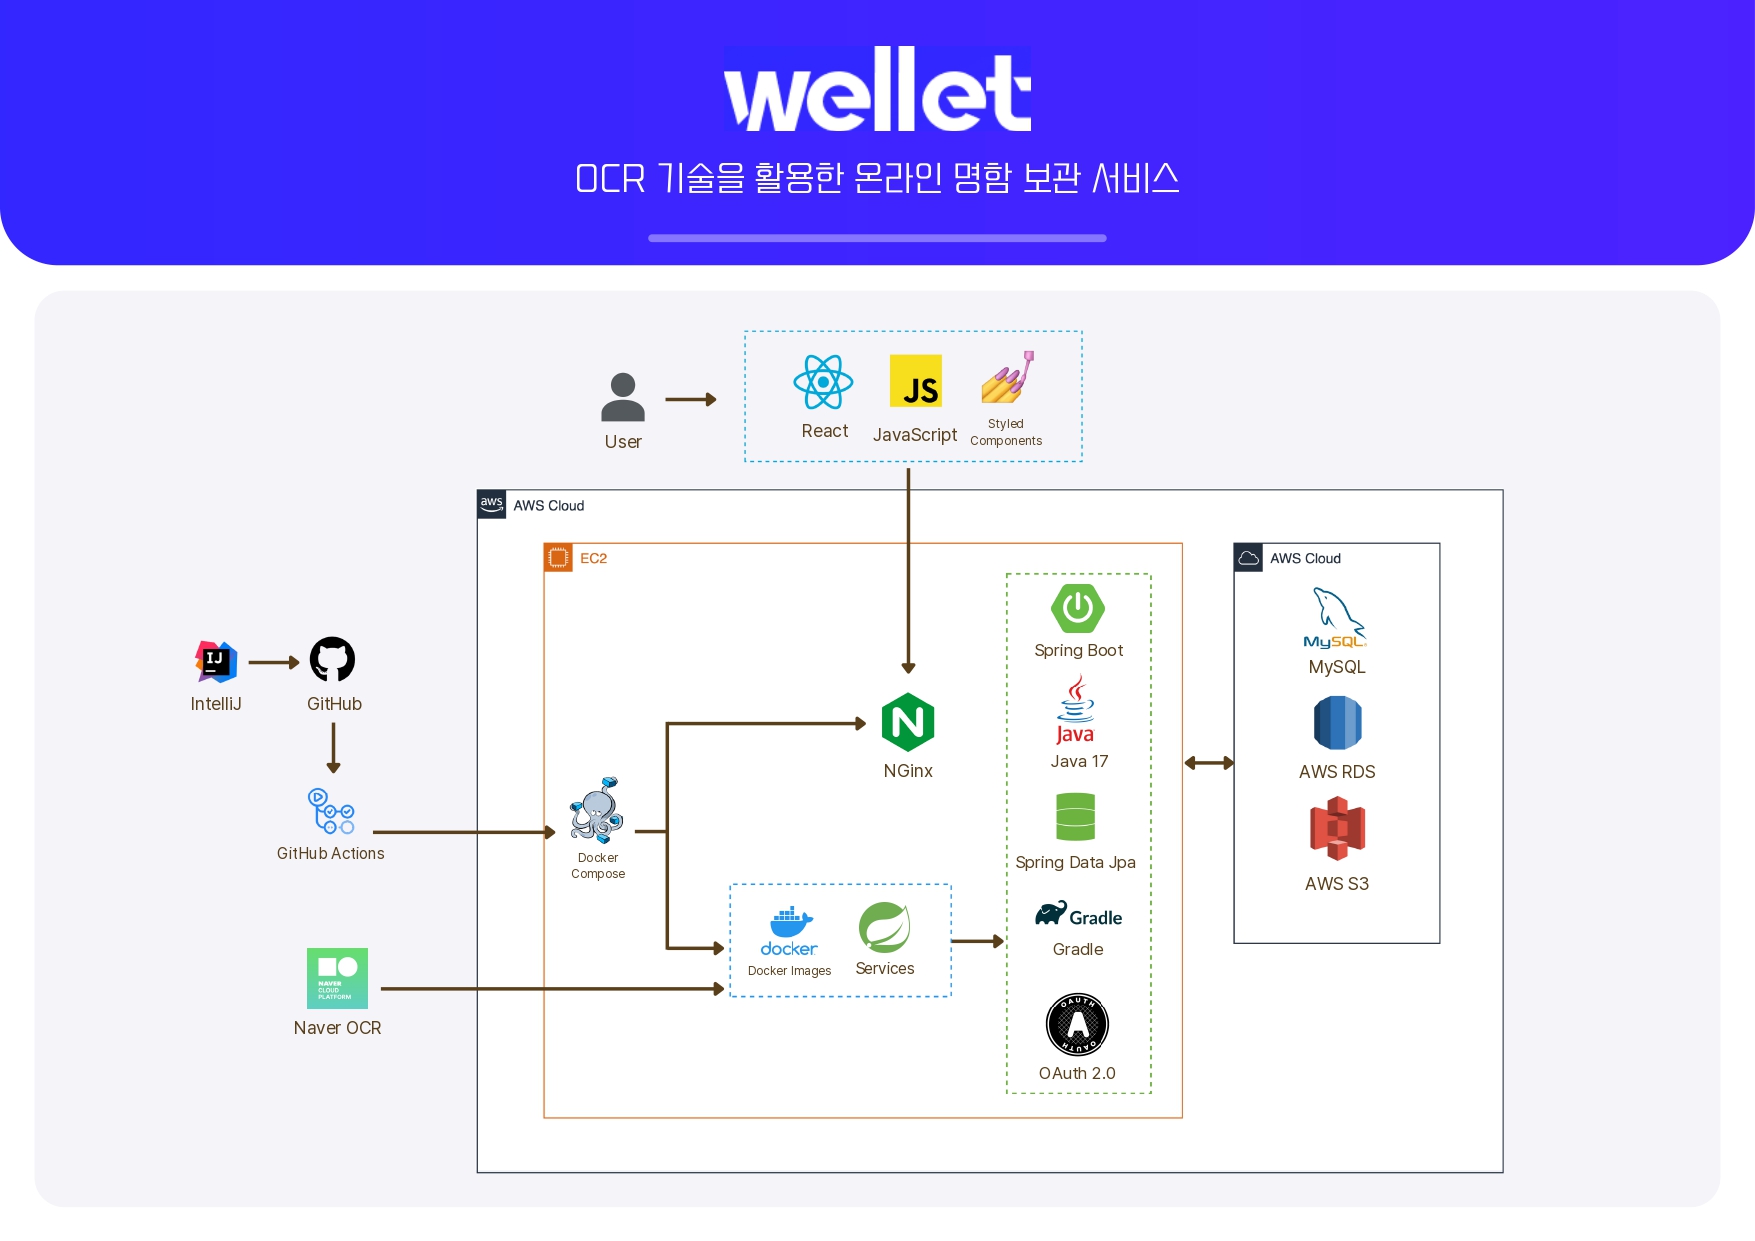 wellet
OCR 기술을 활용한 온라인 명함 보관 서비스
User
React
JS
JavaScript
Styled
Components
aws
AWS Cloud
EC2
AWS Cloud
Spring Boot
MySQL
MySQL
IJ
IntelliJ
GitHub
Java
Java 17
NGinx
AWS RDS
GitHub Actions
Docker
Compose
Spring Data Jpa
AWS S3
docker
Docker Images
Services
Gradle
Gradle
NAVER
CLOUD
PLATFORM
Naver OCR
OAUTH
A
OAUTH
OAuth 2.0